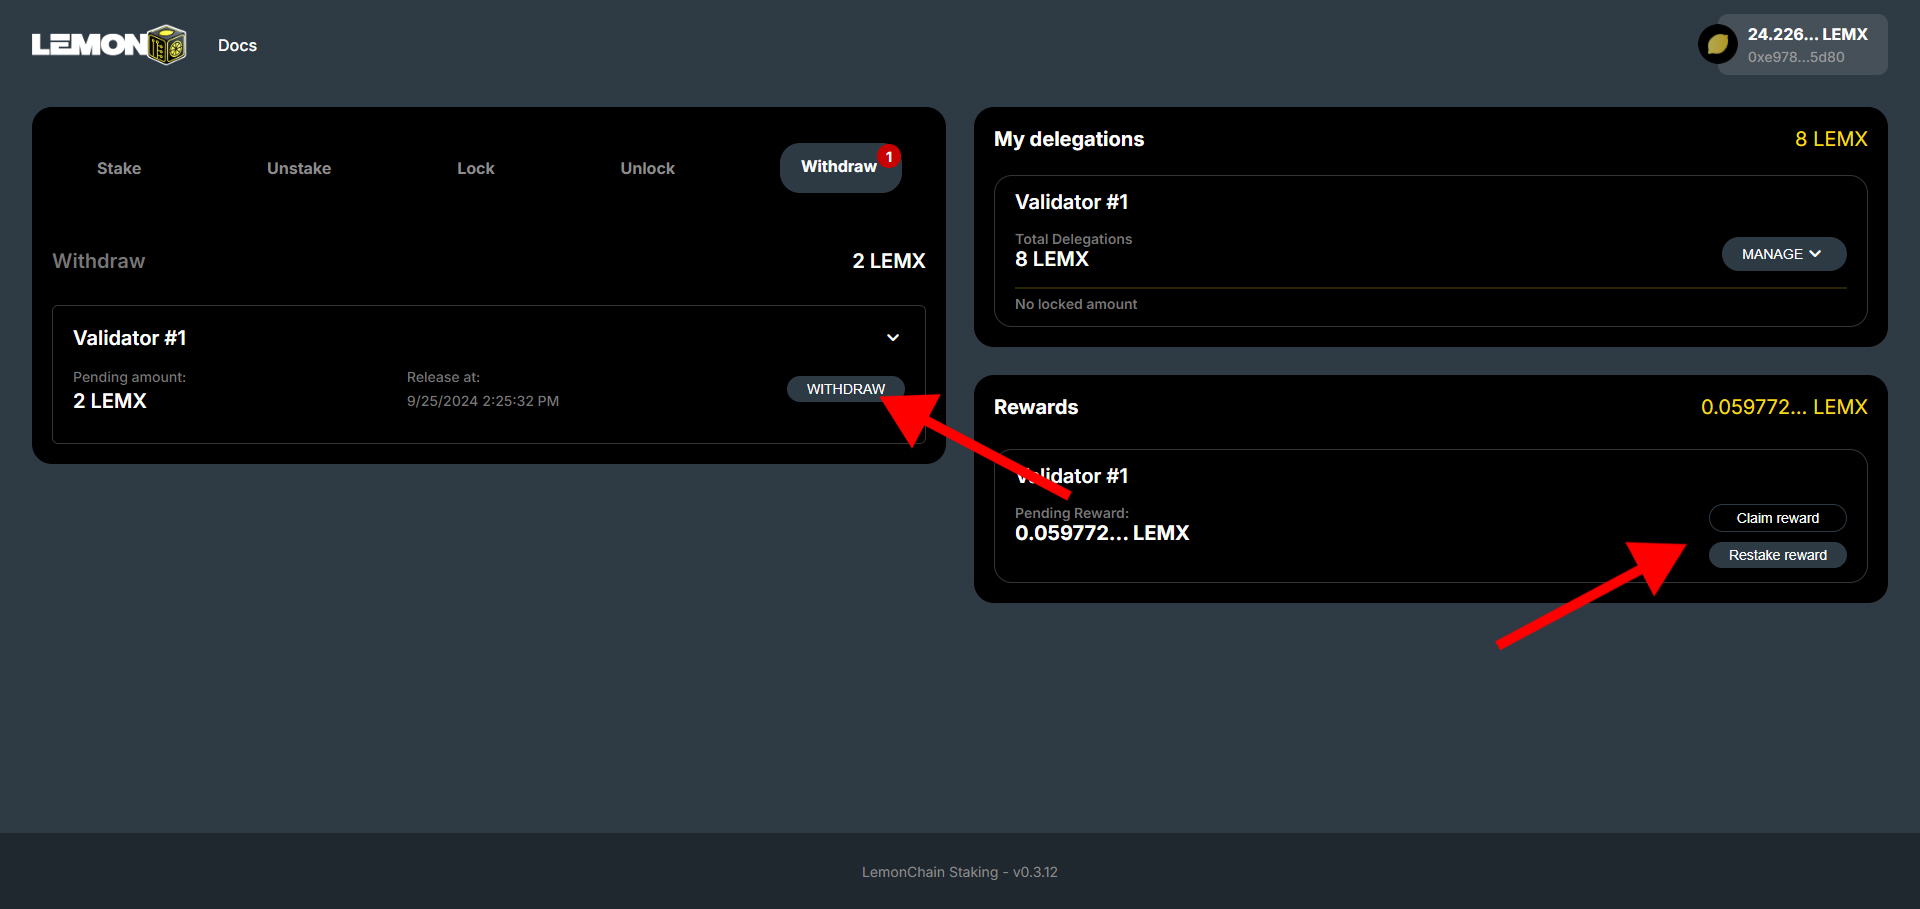 LEMON
Docs
24.226... LEMX
0xe978...5d80
Stake
Unstake
Lock
Unlock
Withdraw
1
Withdraw
2 LEMX
Validator #1
Pending amount:
2 LEMX
Release at:
9/25/2024 2:25:32 PM
WITHDRAW
My delegations
8 LEMX
Validator #1
Total Delegations
8 LEMX
MANAGE
No locked amount
Rewards
0.059772... LEMX
Validator #1
Pending Reward:
0.059772... LEMX
Claim reward
Restake reward
LemonChain Staking - v0.3.12